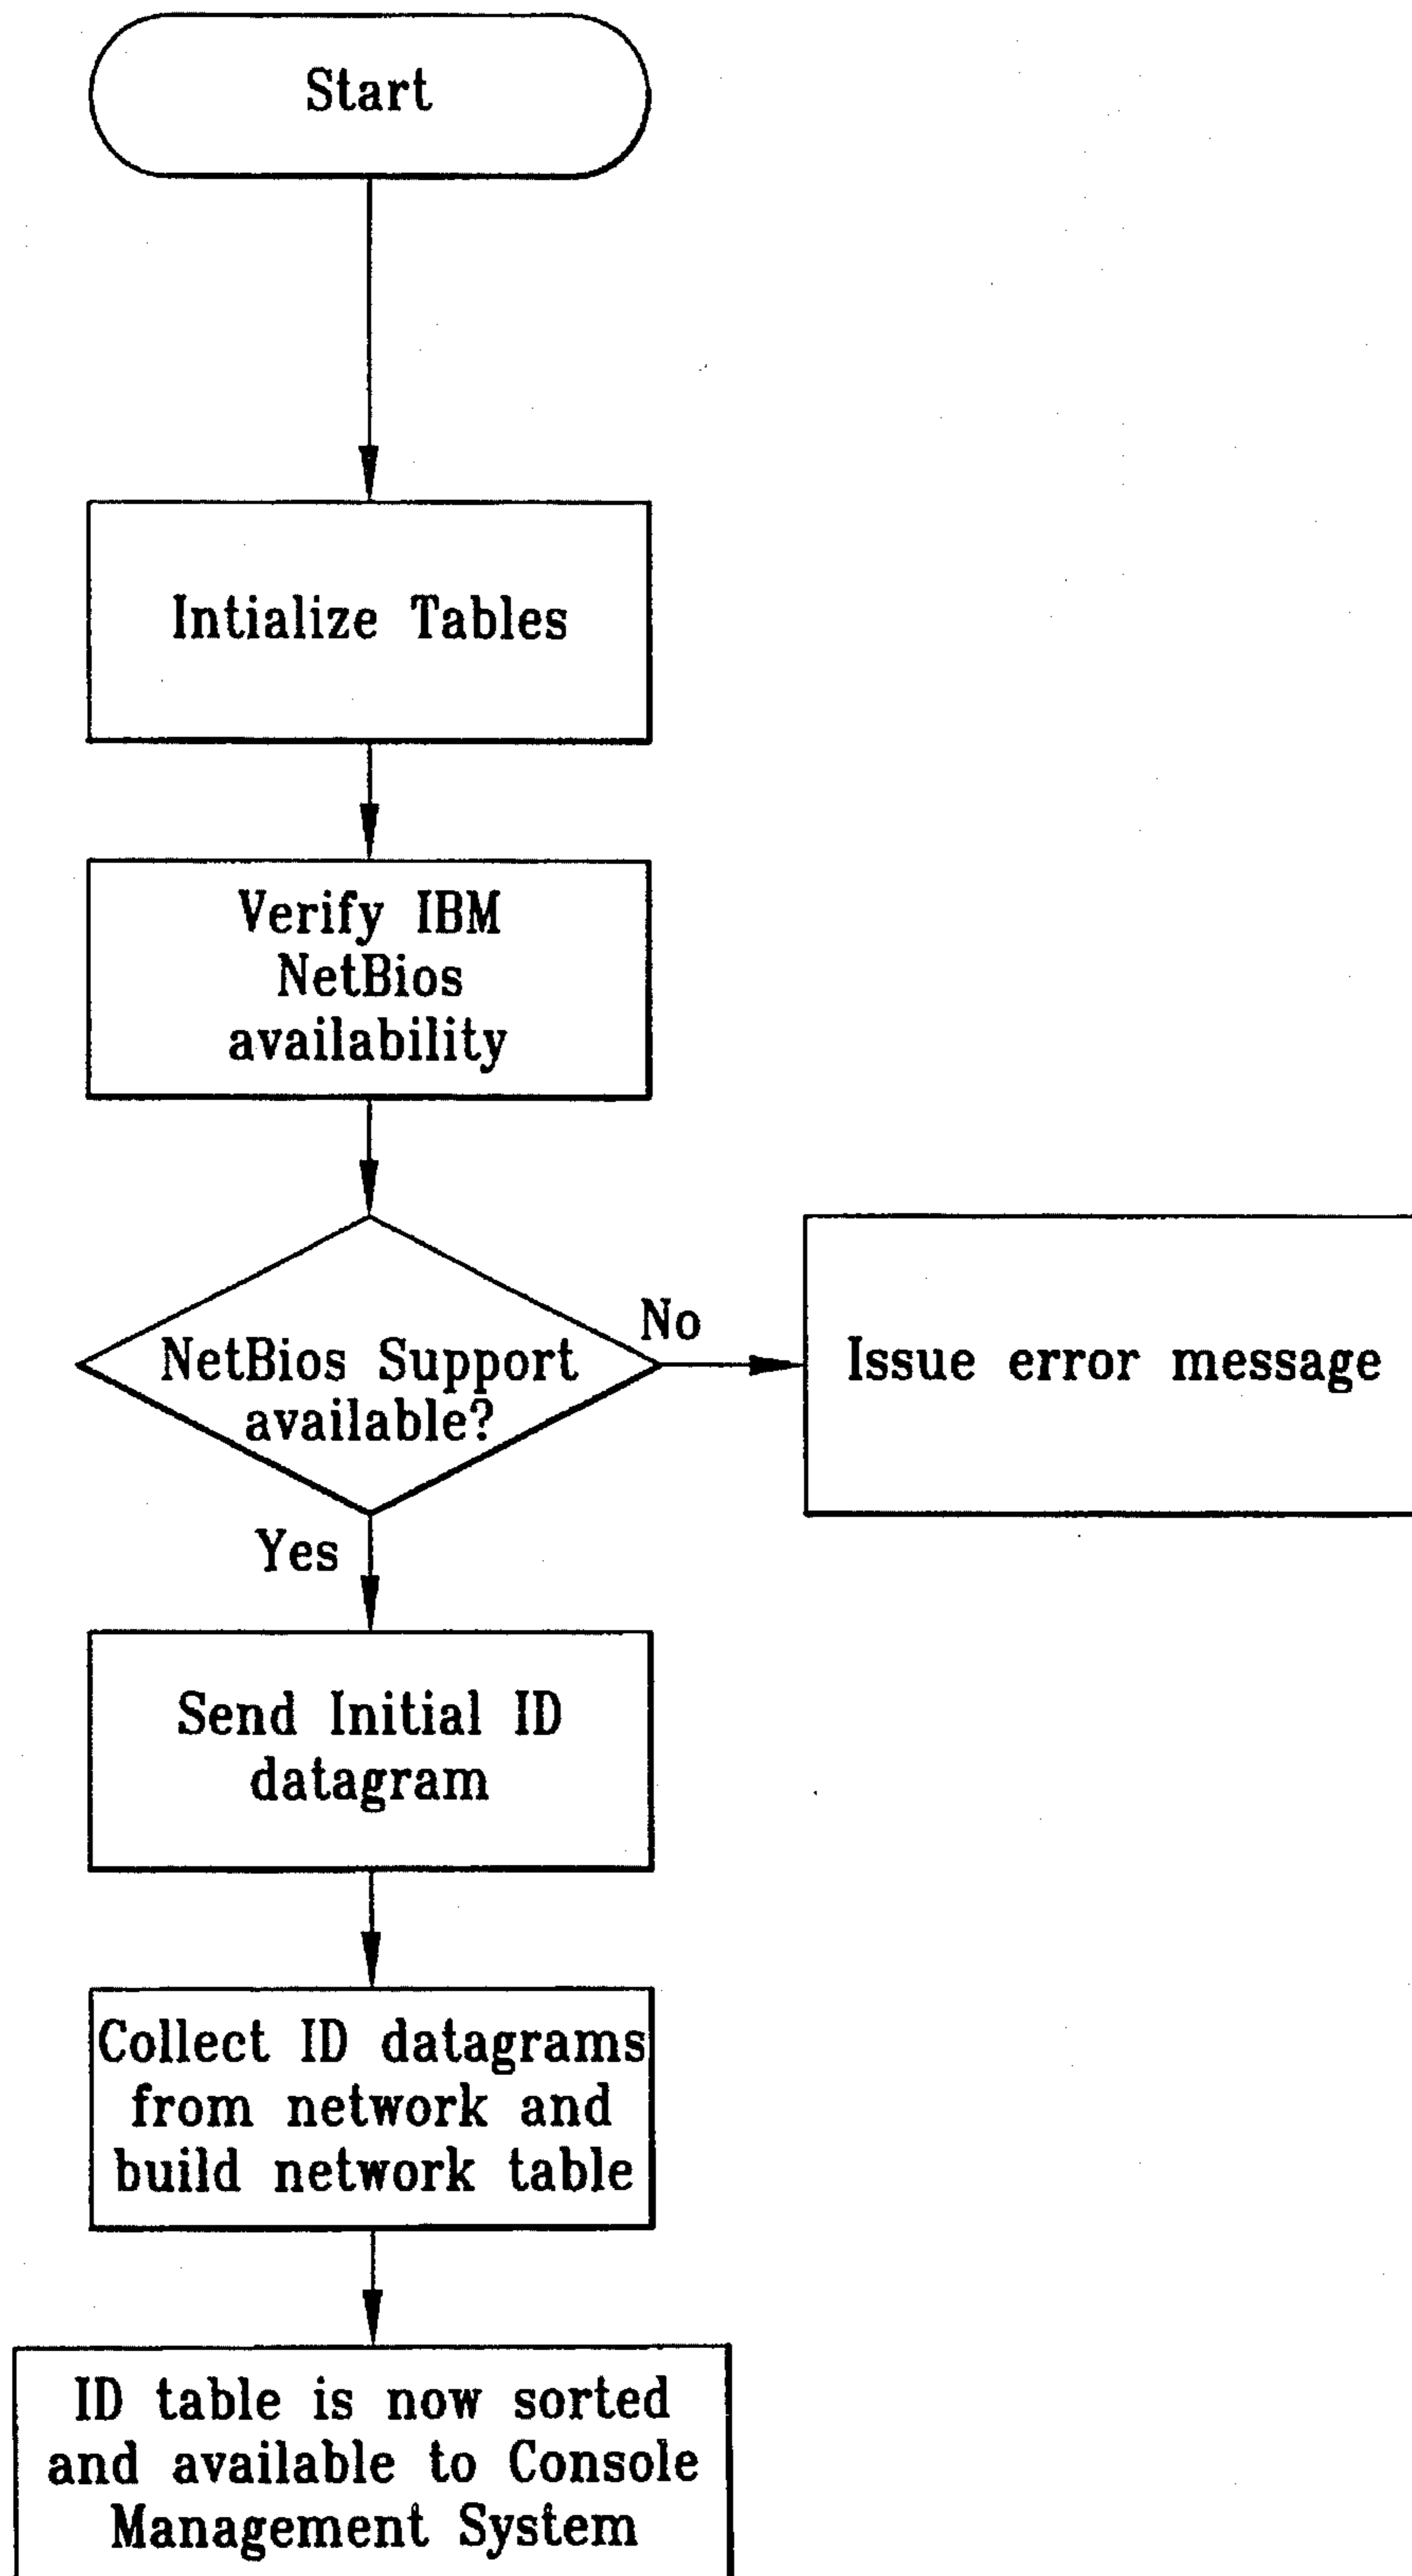 Start
Intialize Tables
Verify IBM
NetBios
availability
NetBios Support
available?
No
Issue error message
Yes
Send Initial ID
datagram
Collect ID datagrams
from network and
build network table
ID table is now sorted
and available to Console
Management System